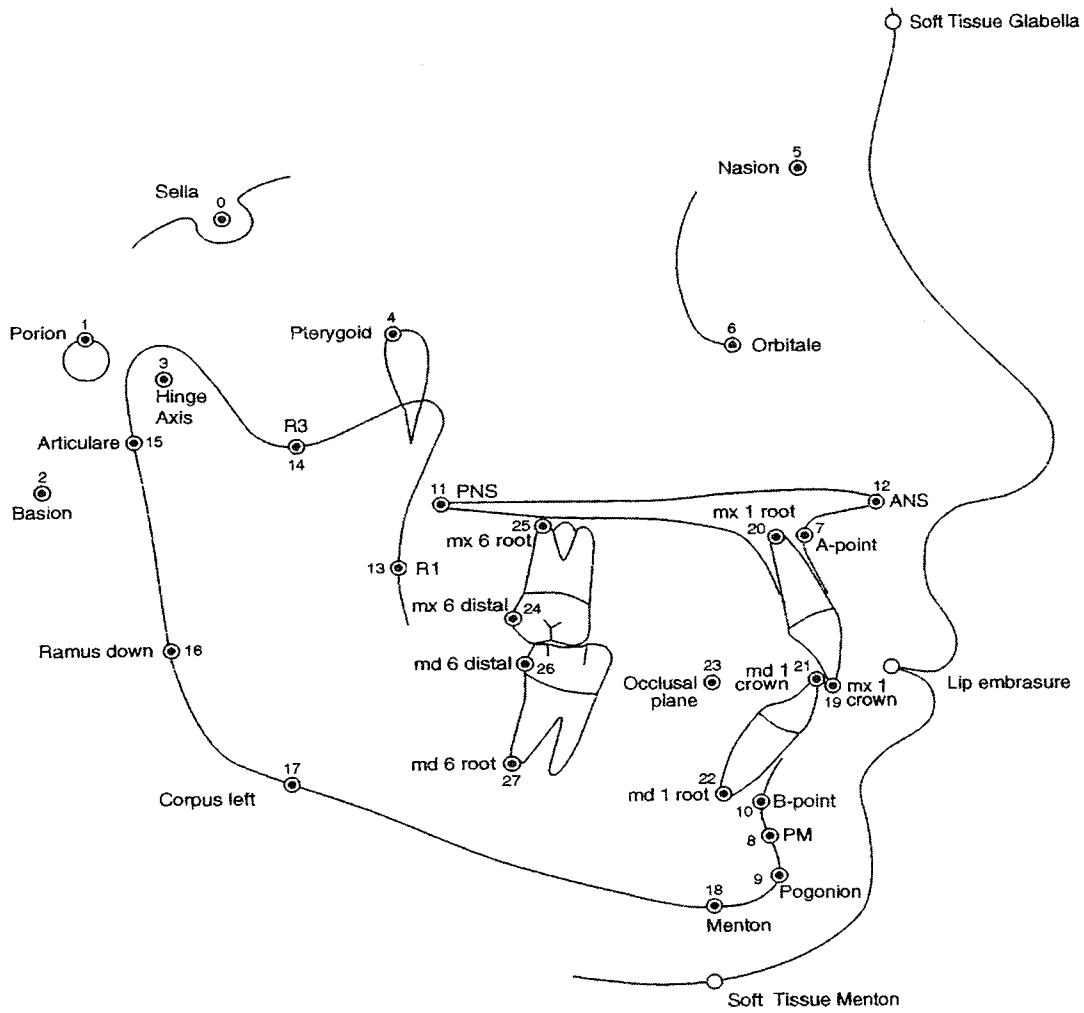 Soft Tissue Glabella
5
Nasion
Sella
0
Porion
1
4
Pterygoid
6
Orbitale
3
Hinge
Axis
R3
14
Articulare
15
2
Basion
11
PNS
12
ANS
mx 1 root
20
7
A-point
25
mx 6 root
13
R1
mx 6 distal
24
Ramus down
16
md 6 distal
26
Occlusal
plane
23
md 1
crown
21
19
mx 1
crown
Lip embrasure
md 6 root
27
17
Corpus left
22
md 1 root
10
B-point
8
PM
9
Pogonion
18
Menton
Soft Tissue Menton